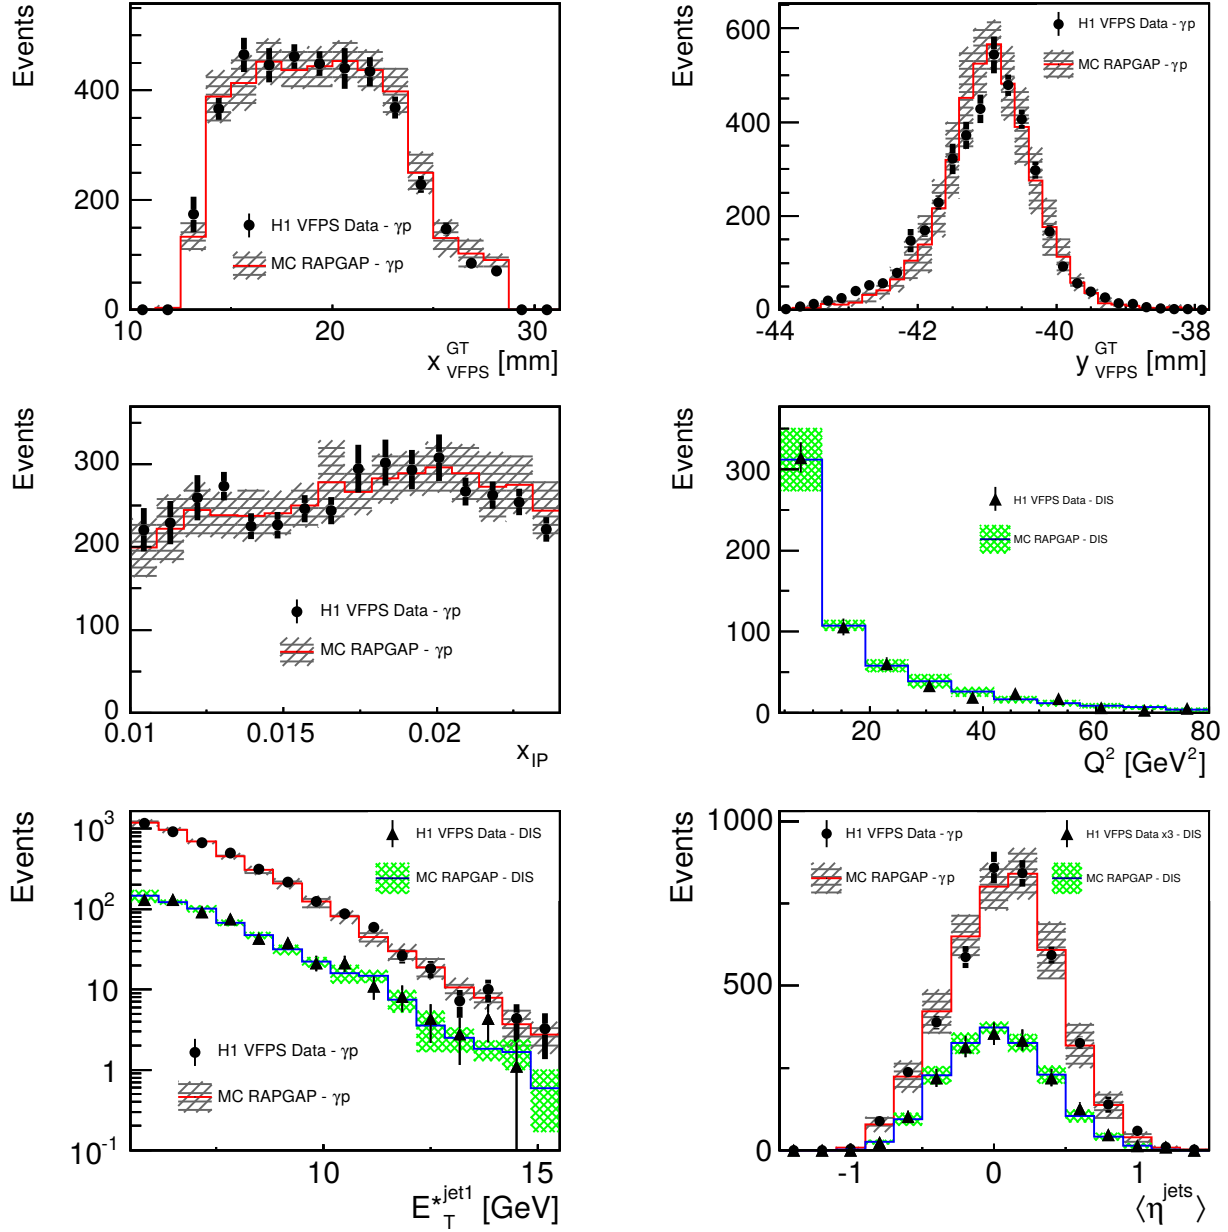 Events
400
200
0
H1 VFPS Data - γp
MC RAPGAP - γp
10 20 30
x GT VFPS [mm]
Events
600
400
200
0
H1 VFPS Data - γp
MC RAPGAP - γp
-44 -42 -40 -38
y GT VFPS [mm]
Events
300
200
100
0
H1 VFPS Data - γp
MC RAPGAP - γp
0.01 0.015 0.02
x IP
Events
300
200
100
0
H1 VFPS Data - DIS
MC RAPGAP - DIS
20 40 60 80
Q² [GeV²]
Events
10³
10²
10
1
10⁻¹
H1 VFPS Data - DIS
MC RAPGAP - DIS
H1 VFPS Data - γp
MC RAPGAP - γp
10 15
E*jet1 T [GeV]
Events
1000
500
0
H1 VFPS Data - γp
MC RAPGAP - γp
H1 VFPS Data x3 - DIS
MC RAPGAP - DIS
-1 0 1
⟨η jets⟩